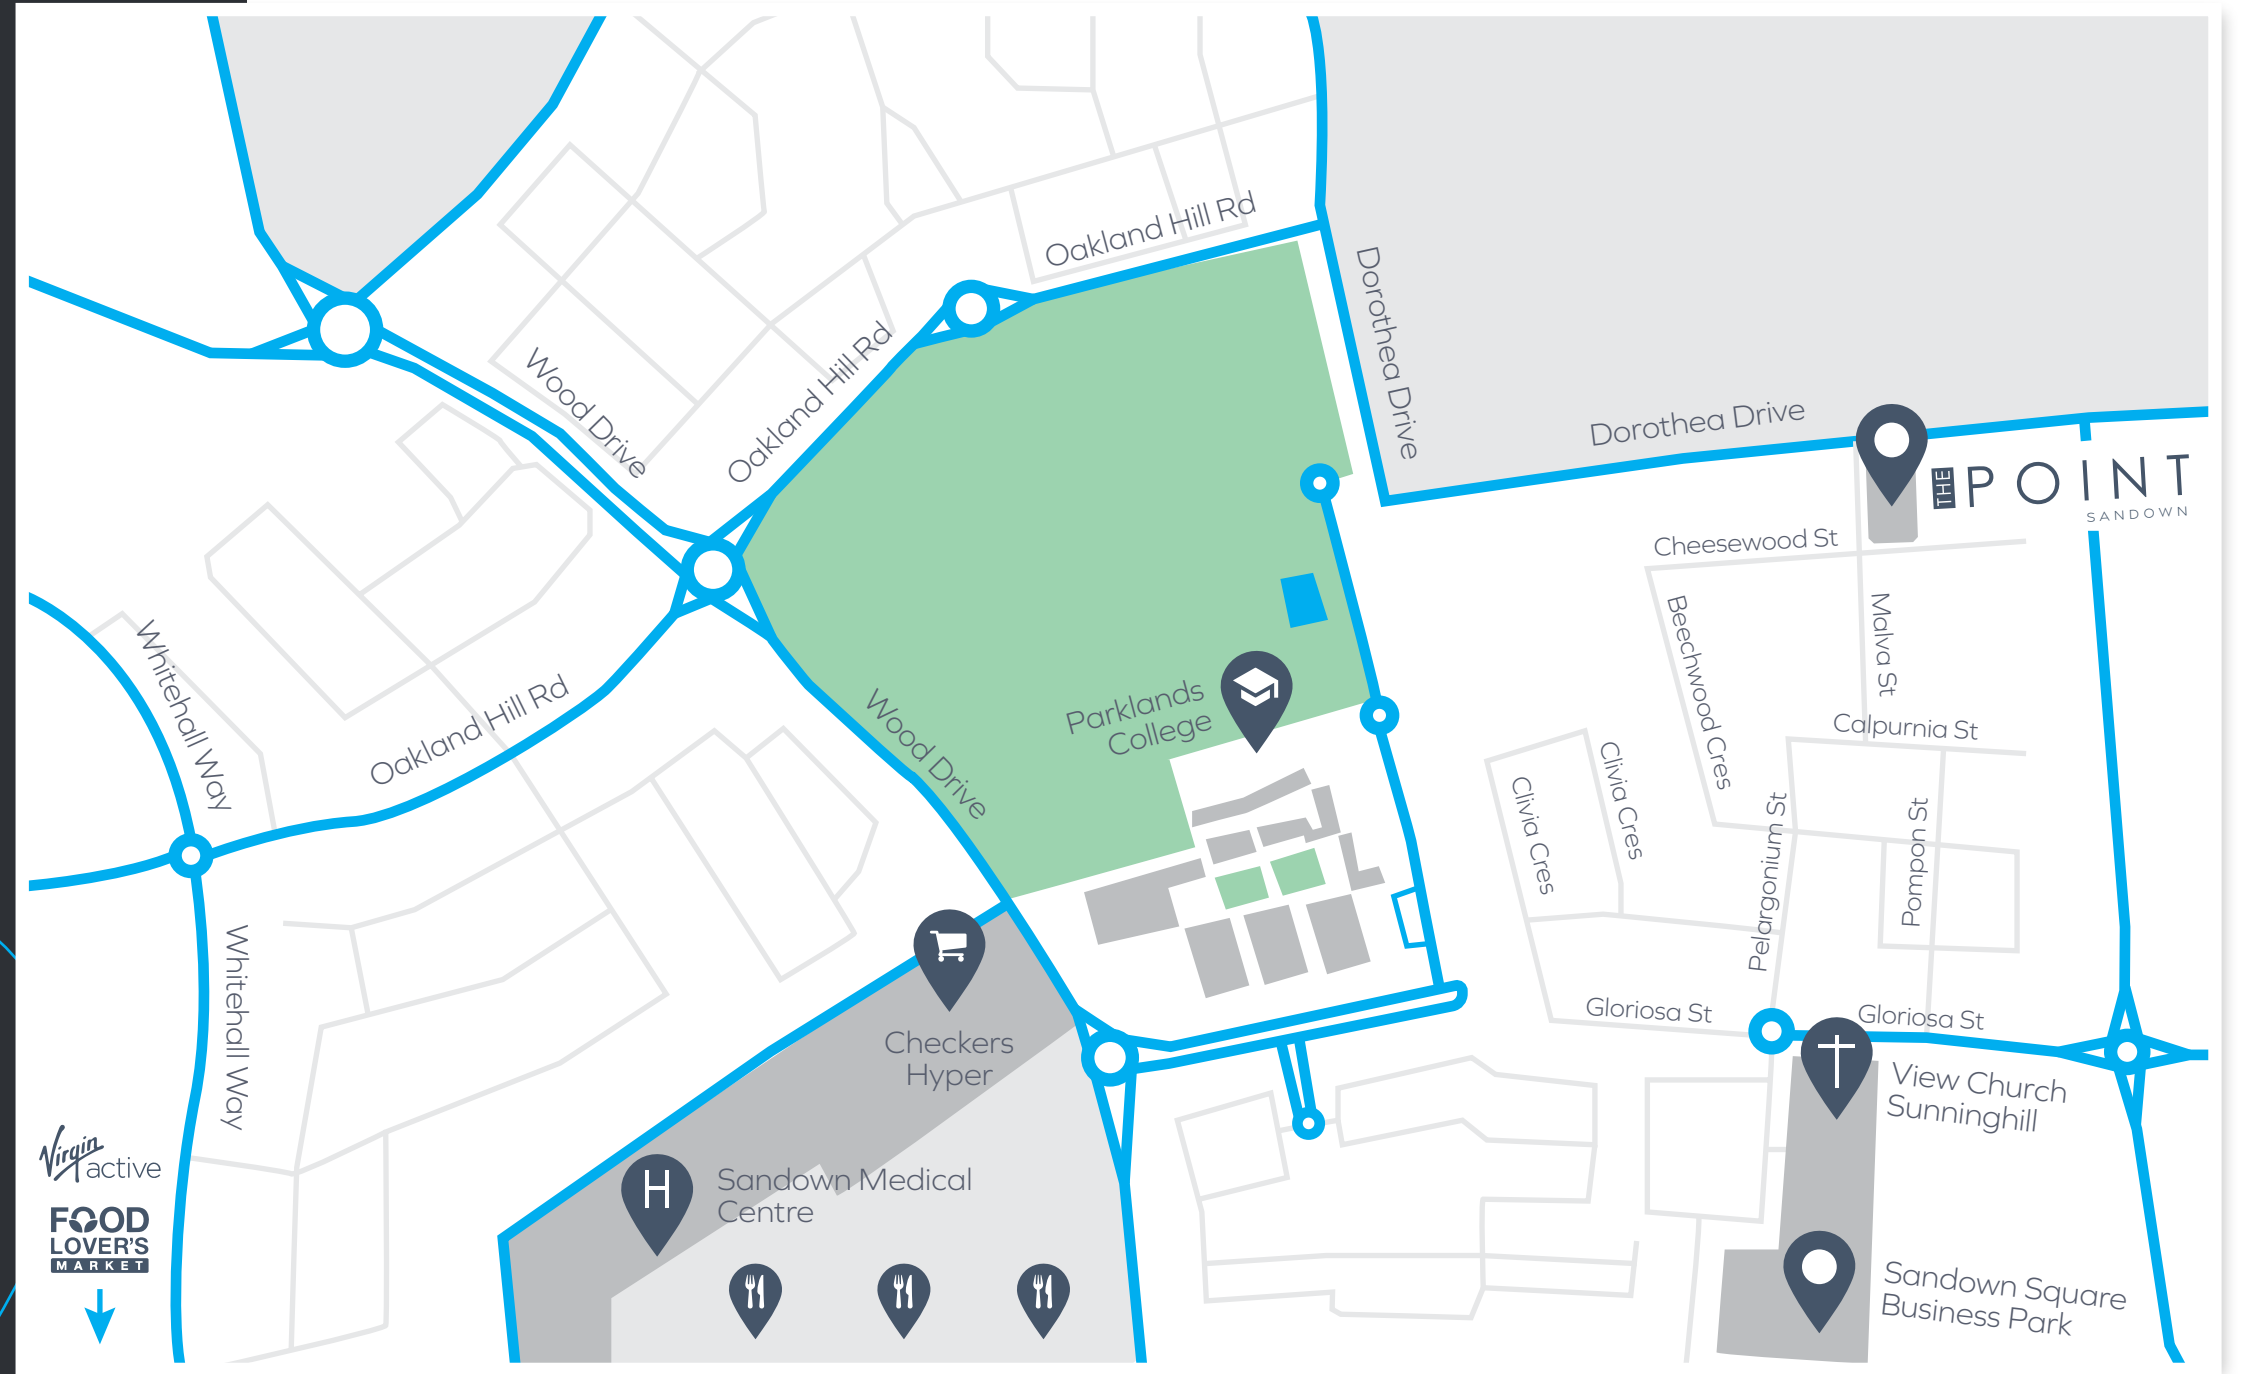 Oakland Hill Rd
Dorothea Drive
Wood Drive
Oakland Hill Rd
Dorothea Drive
THE POINT
SANDOWN
Cheesewood St
Whitehall Way
Oakland Hill Rd
Wood Drive
Parklands
College
Beechwood Cres
Malva St
Calpurnia St
Clivia Cres
Clivia Cres
Pelargonium St
Pompon St
Whitehall Way
Checkers
Hyper
Gloriosa St
Gloriosa St
View Church
Sunninghill
Virgin
active
FOOD
LOVER'S
MARKET
H
Sandown Medical
Centre
Sandown Square
Business Park